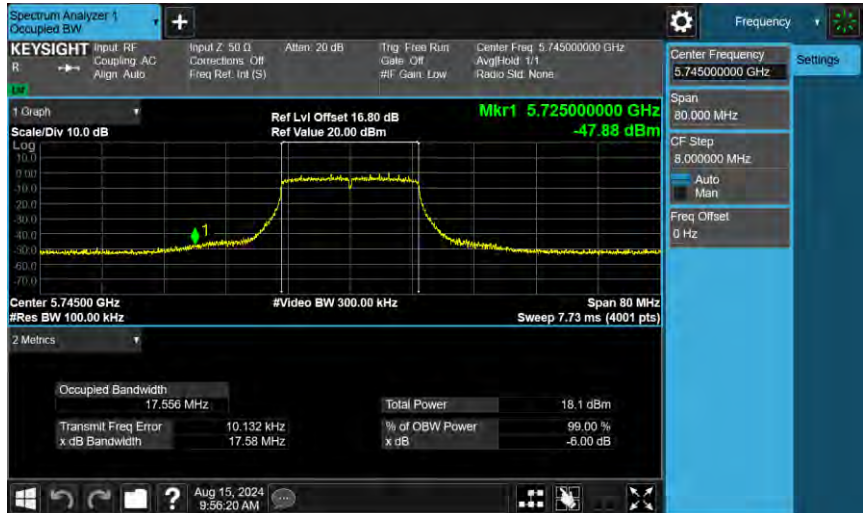 Spectrum Analyzer 1
Occupied BW
Frequency
KEYSIGHT Input: RF Input Z: 50 Ω Atten: 20 dB Trig: Free Run Center Freq: 5.745000000 GHz
R Coupling: AC Corrections: Off Gate: Off Avg|Hold: 1/1
Align: Auto Freq Ref: Int (S) #IF Gain: Low Radio Std: None
Center Frequency
5.745000000 GHz
Settings
Span
80.000 MHz
CF Step
8.000000 MHz
Auto
Man
Freq Offset
0 Hz
1 Graph
Scale/Div 10.0 dB
Ref Lvl Offset 16.80 dB
Ref Value 20.00 dBm
Mkr1 5.725000000 GHz
-47.88 dBm
Log
10.0
0.00
-10.0
-20.0
-30.0
-40.0
-50.0
-60.0
-70.0
1
Center 5.74500 GHz #Video BW 300.00 kHz Span 80 MHz
#Res BW 100.00 kHz Sweep 7.73 ms (4001 pts)
2 Metrics
Occupied Bandwidth
17.556 MHz Total Power 18.1 dBm
Transmit Freq Error 10.132 kHz % of OBW Power 99.00 %
x dB Bandwidth 17.58 MHz x dB -6.00 dB
Aug 15, 2024
9:56:20 AM